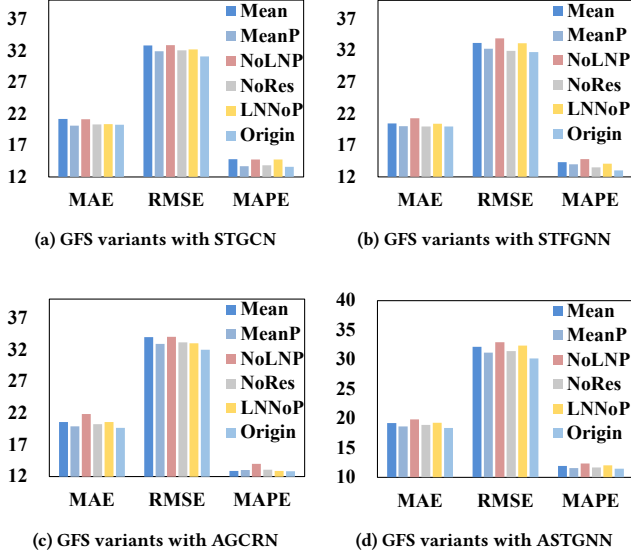 37
32
27
22
17
12
Mean
MeanP
NoLNP
NoRes
LNNoP
Origin
MAE RMSE MAPE
(a) GFS variants with STGCN
37
32
27
22
17
12
Mean
MeanP
NoLNP
NoRes
LNNoP
Origin
MAE RMSE MAPE
(b) GFS variants with STFGNN
37
32
27
22
17
12
Mean
MeanP
NoLNP
NoRes
LNNoP
Origin
MAE RMSE MAPE
(c) GFS variants with AGCRN
40
35
30
25
20
15
10
Mean
MeanP
NoLNP
NoRes
LNNoP
Origin
MAE RMSE MAPE
(d) GFS variants with ASTGNN